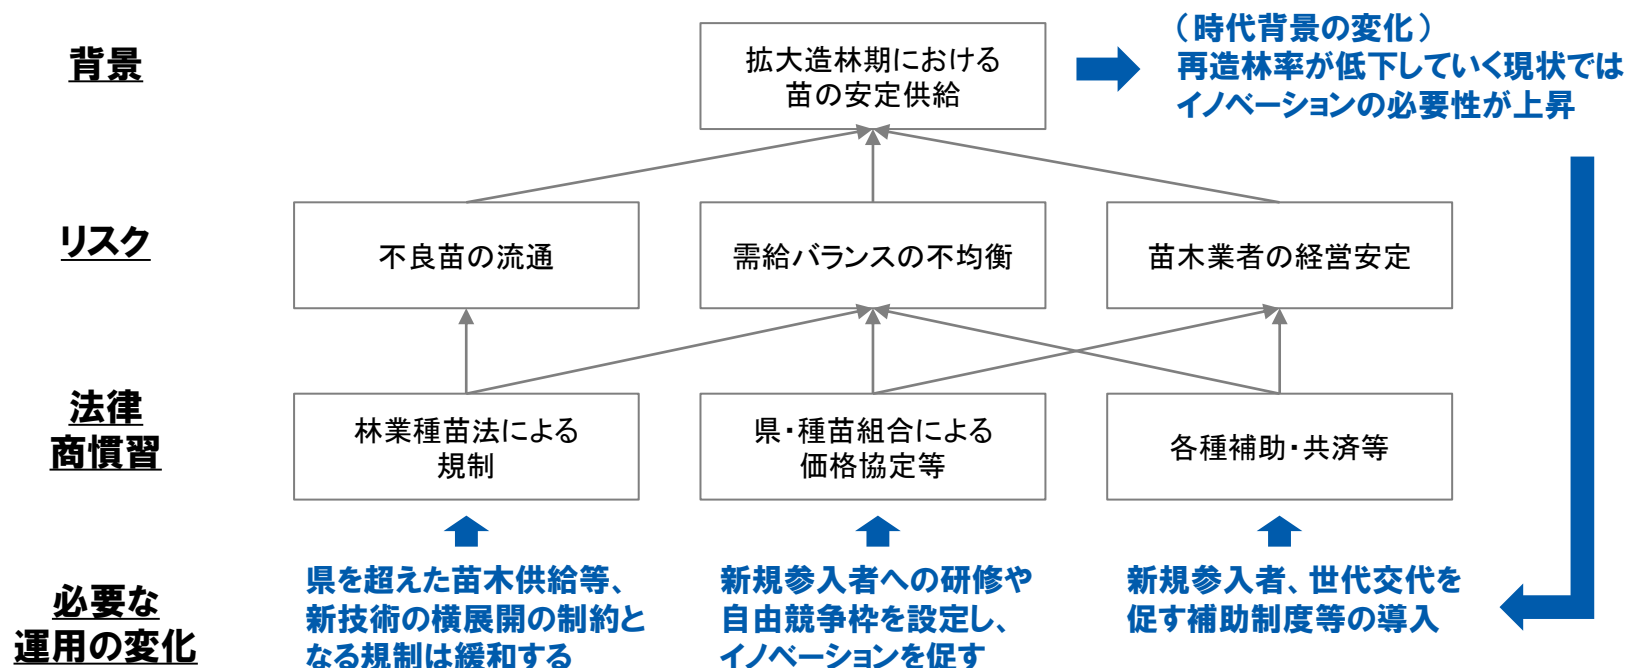 背景
拡大造林期における
苗の安定供給
（時代背景の変化）
再造林率が低下していく現状では
イノベーションの必要性が上昇
リスク
不良苗の流通
需給バランスの不均衡
苗木業者の経営安定
法律
商慣習
林業種苗法による
規制
県・種苗組合による
価格協定等
各種補助・共済等
必要な
運用の変化
県を超えた苗木供給等、
新技術の横展開の制約と
なる規制は緩和する
新規参入者への研修や
自由競争枠を設定し、
イノベーションを促す
新規参入者、世代交代を
促す補助制度等の導入